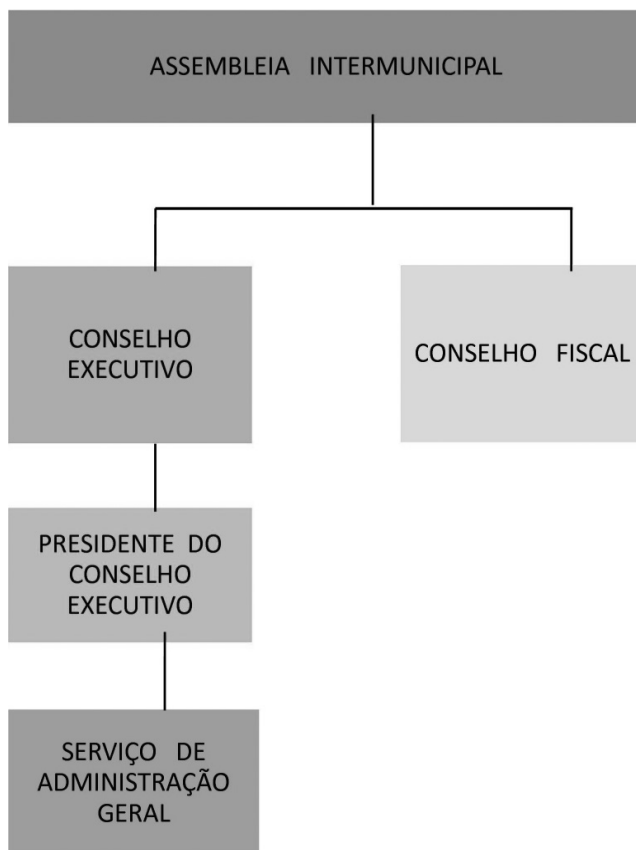 ASSEMBLEIA INTERMUNICIPAL
CONSELHO
EXECUTIVO
CONSELHO FISCAL
PRESIDENTE DO
CONSELHO
EXECUTIVO
SERVIÇO DE
ADMINISTRAÇÃO
GERAL